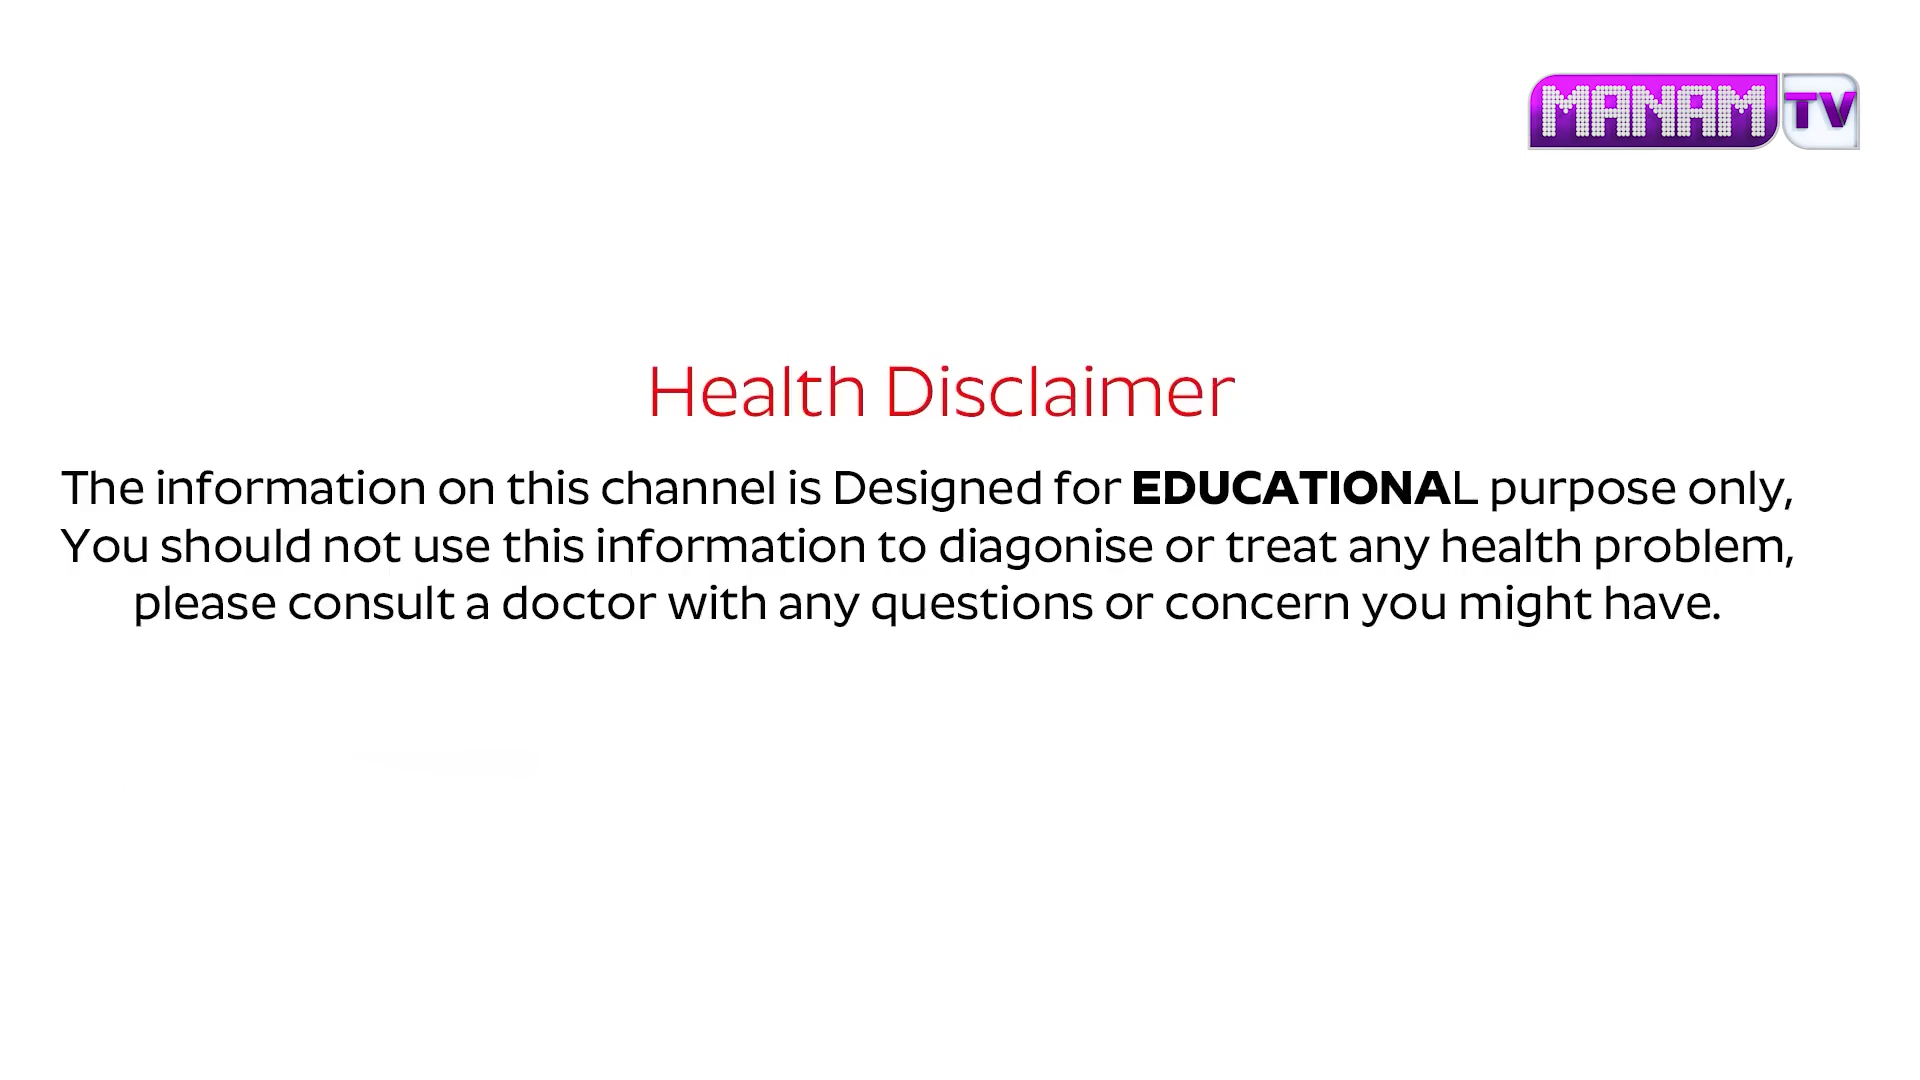 MANAM TV
Health Disclaimer
The information on this channel is Designed for EDUCATIONAL purpose only,
You should not use this information to diagonise or treat any health problem,
please consult a doctor with any questions or concern you might have.